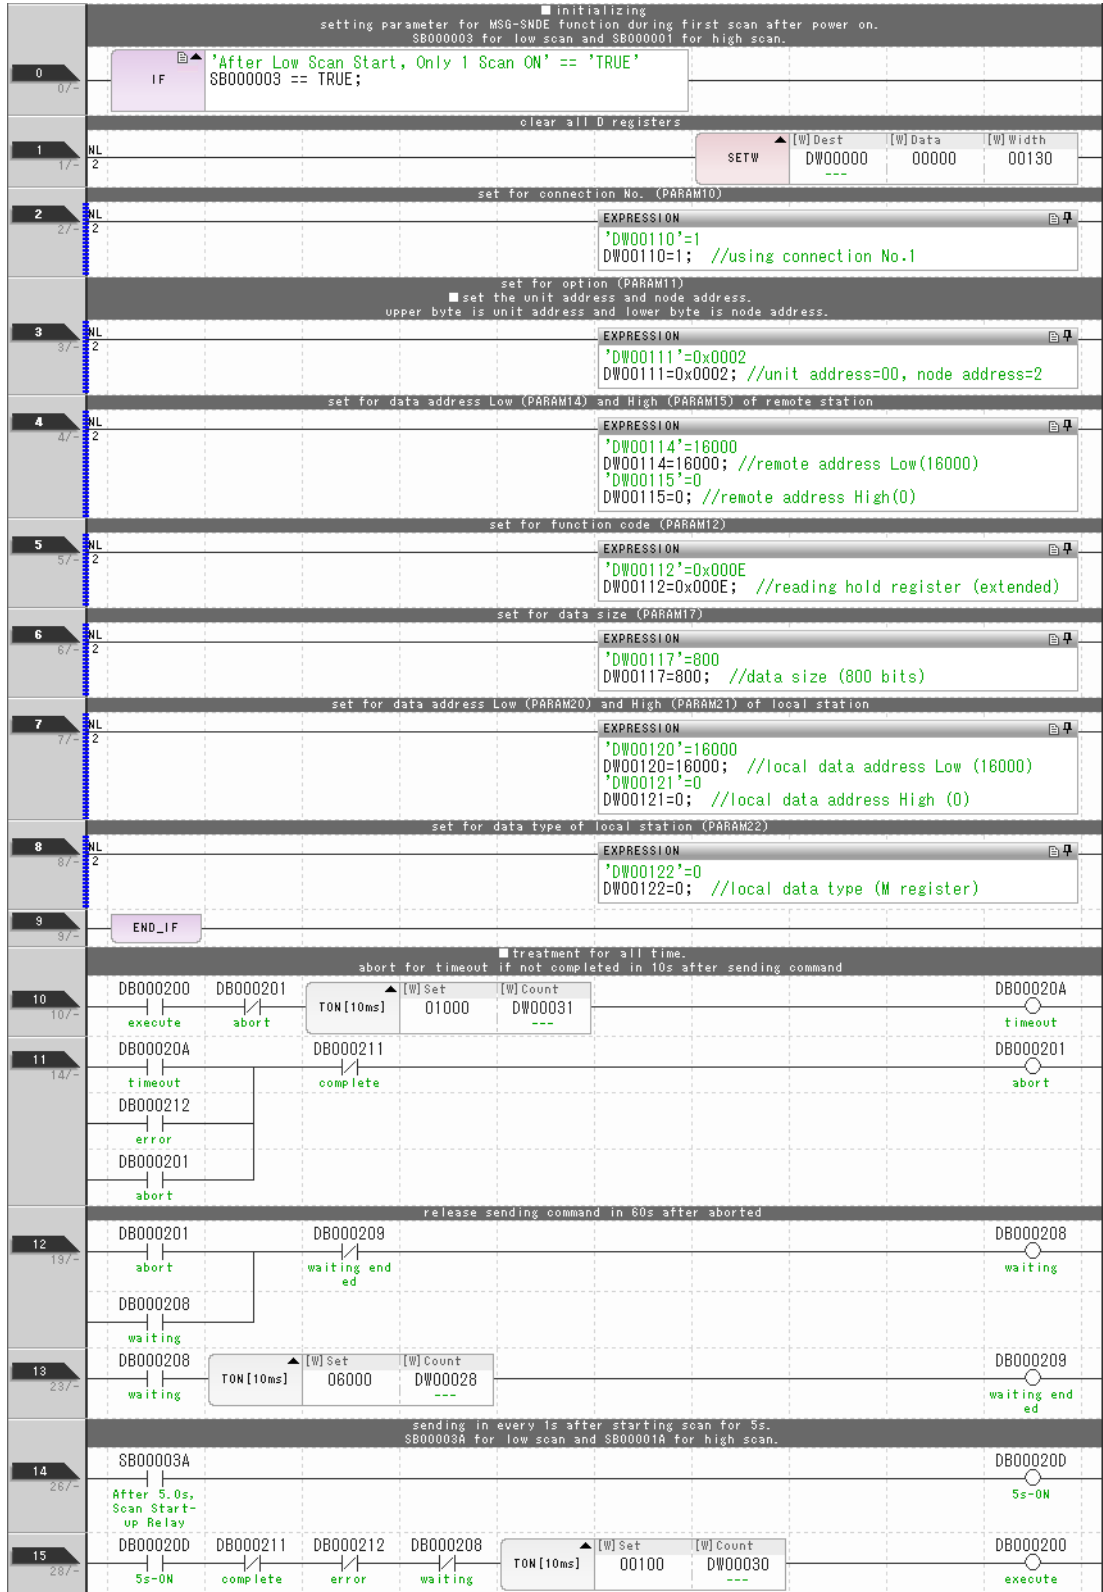 ■initializing
setting parameter for MSG-SNDE function during first scan after power on.
SB000003 for low scan and SB000001 for high scan.
0
0/-
IF
'After Low Scan Start, Only 1 Scan ON' == 'TRUE'
SB000003 == TRUE;
clear all D registers
1
1/-
NL
2
SETW
[W]Dest [W]Data [W]Width
DW00000 00000 00130
---
set for connection No. (PARAM10)
2
2/-
NL
2
EXPRESSION
'DW00110'=1
DW00110=1; //using connection No.1
set for option (PARAM11)
■set the unit address and node address.
upper byte is unit address and lower byte is node address.
3
3/-
NL
2
EXPRESSION
'DW00111'=0x0002
DW00111=0x0002; //unit address=00, node address=2
set for data address Low (PARAM14) and High (PARAM15) of remote station
4
4/-
NL
2
EXPRESSION
'DW00114'=16000
DW00114=16000; //remote address Low(16000)
'DW00115'=0
DW00115=0; //remote address High(0)
set for function code (PARAM12)
5
5/-
NL
2
EXPRESSION
'DW00112'=0x000E
DW00112=0x000E; //reading hold register (extended)
set for data size (PARAM17)
6
6/-
NL
2
EXPRESSION
'DW00117'=800
DW00117=800; //data size (800 bits)
set for data address Low (PARAM20) and High (PARAM21) of local station
7
7/-
NL
2
EXPRESSION
'DW00120'=16000
DW00120=16000; //local data address Low (16000)
'DW00121'=0
DW00121=0; //local data address High (0)
set for data type of local station (PARAM22)
8
8/-
NL
2
EXPRESSION
'DW00122'=0
DW00122=0; //local data type (M register)
9
9/-
END_IF
■treatment for all time.
abort for timeout if not completed in 10s after sending command
10
10/-
DB000200 DB000201 TON[10ms] [W]Set [W]Count DB00020A
01000 DW00031
---
execute abort timeout
11
14/-
DB00020A DB000211 DB000201
timeout complete abort
DB000212
error
DB000201
abort
release sending command in 60s after aborted
12
19/-
DB000201 DB000209 DB000208
abort waiting end waiting
ed
DB000208
waiting
13
23/-
DB000208 TON[10ms] [W]Set [W]Count DB000209
06000 DW00028
---
waiting waiting end
ed
sending in every 1s after starting scan for 5s.
SB00003A for low scan and SB00001A for high scan.
14
26/-
SB00003A DB00020D
After 5.0s, 5s-ON
Scan Start-
up Relay
15
28/-
DB00020D DB000211 DB000212 DB000208 TON[10ms] [W]Set [W]Count DB000200
00100 DW00030
---
5s-ON complete error waiting execute